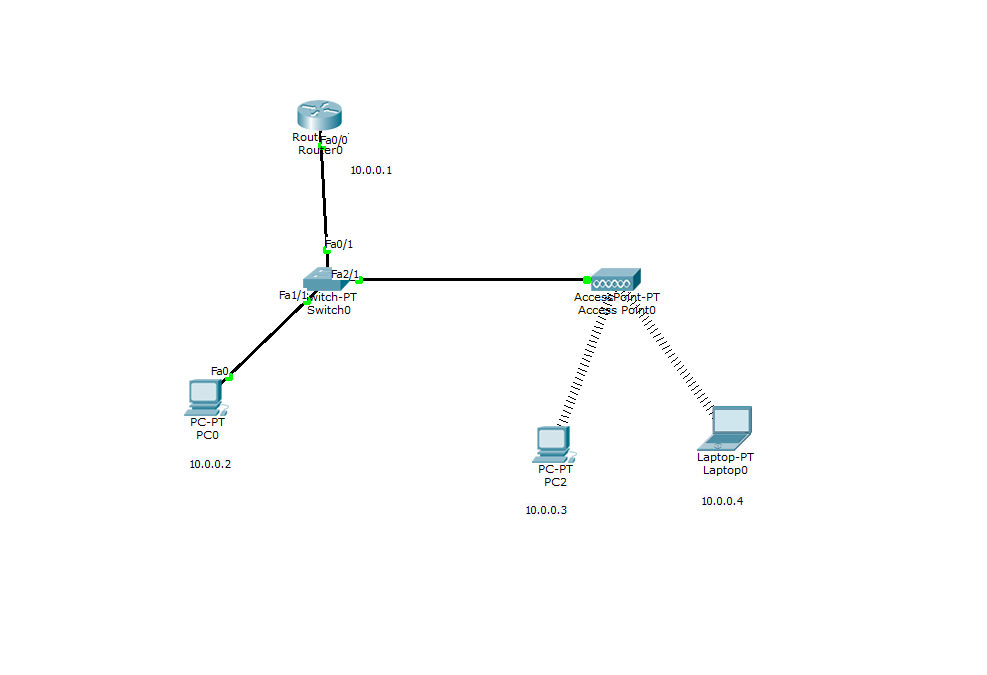 Fa0/0
Router0
10.0.0.1
Fa0/1
Fa2/1
Fa1/1
Switch0
AccessPoint-PT
Access Point0
Fa0
PC-PT
PC0
10.0.0.2
PC-PT
PC2
10.0.0.3
Laptop-PT
Laptop0
10.0.0.4